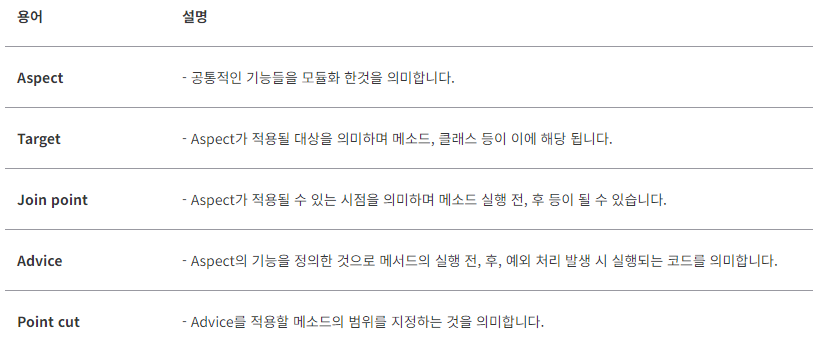 용어 설명
Aspect - 공통적인 기능들을 모듈화 한것을 의미합니다.
Target - Aspect가 적용될 대상을 의미하며 메소드, 클래스 등이 이에 해당 됩니다.
Join point - Aspect가 적용될 수 있는 시점을 의미하며 메소드 실행 전, 후 등이 될 수 있습니다.
Advice - Aspect의 기능을 정의한 것으로 메서드의 실행 전, 후, 예외 처리 발생 시 실행되는 코드를 의미합니다.
Point cut - Advice를 적용할 메소드의 범위를 지정하는 것을 의미합니다.